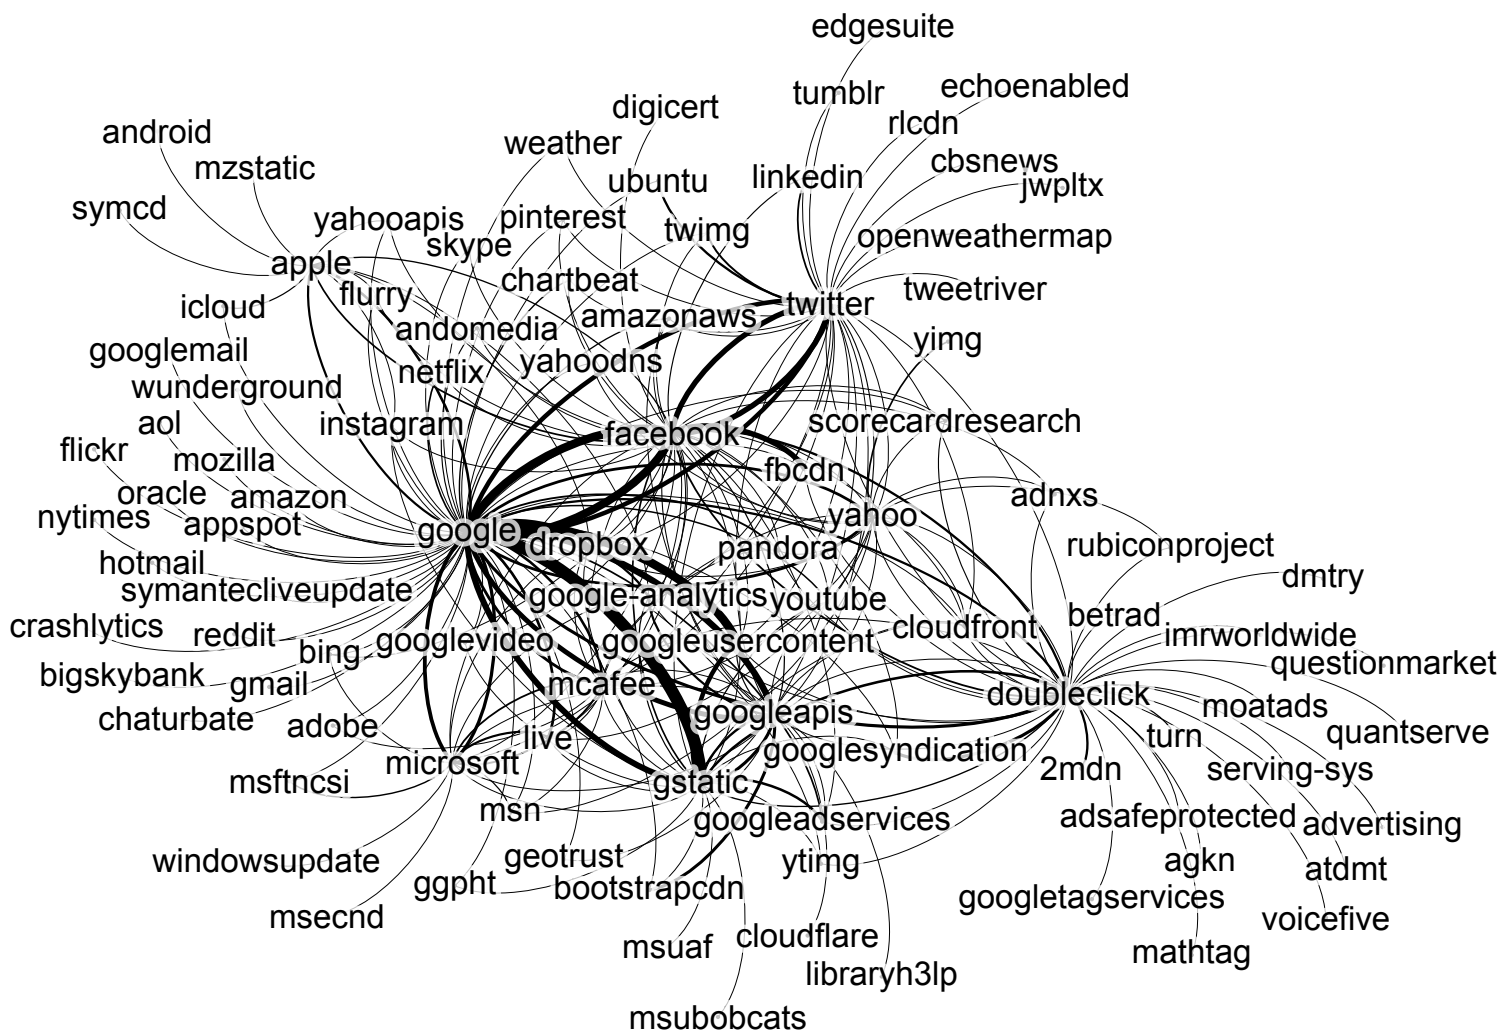 edgesuite
tumblr
echoenabled
digicert
rlcdn
android
weather
cbsnews
mzstatic
ubuntu
linkedin
jwpltx
symcd
yahooapis
pinterest
twimg
openweathermap
skype
apple
flurry
chartbeat
tweetriver
icloud
andomedia
amazonaws
twitter
googlemail
yahoodns
yimg
wunderground
netflix
aol
instagram
facebook
scorecardresearch
flickr
mozilla
fbcdn
oracle
amazon
adnxs
nytimes
appspot
google
dropbox
yahoo
pandora
rubiconproject
hotmail
dmtry
symantecliveupdate
google-analytics
youtube
betrad
crashlytics
reddit
bing
googlevideo
googleusercontent
cloudfront
imrworldwide
bigskybank
gmail
mcafee
questionmarket
doubleclick
chaturbate
adobe
googleapis
moatads
live
turn
quantserve
microsoft
googlesyndication
msftncsi
gstatic
2mdn
serving-sys
msn
googleadservices
adsafeprotected
advertising
windowsupdate
geotrust
ytimg
agkn
atdmt
ggpht
bootstrapcdn
googletagservices
msecnd
voicefive
msuaf
cloudflare
mathtag
libraryh3lp
msubobcats